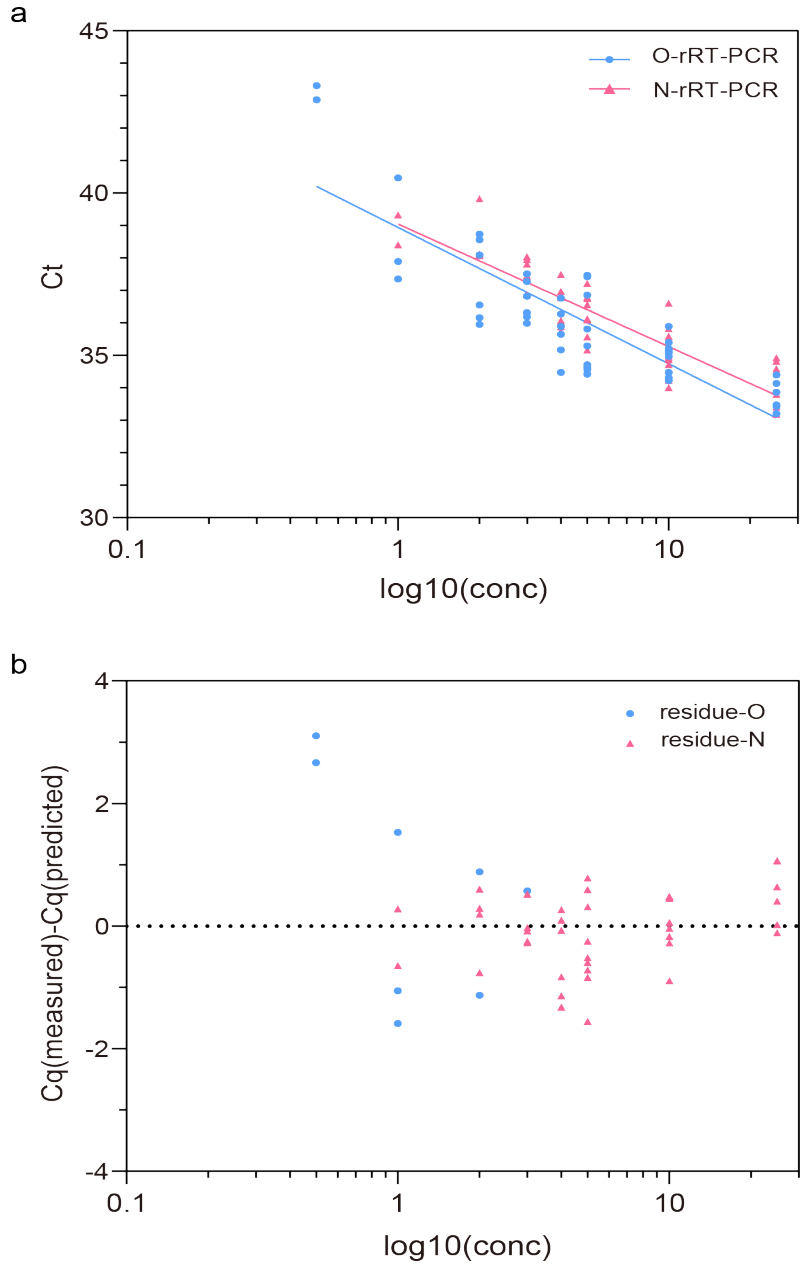 a
45
40
35
30
Ct
O-rRT-PCR
N-rRT-PCR
0.1
1
10
log10(conc)
b
4
2
0
-2
-4
Cq(measured)-Cq(predicted)
residue-O
residue-N
0.1
1
10
log10(conc)